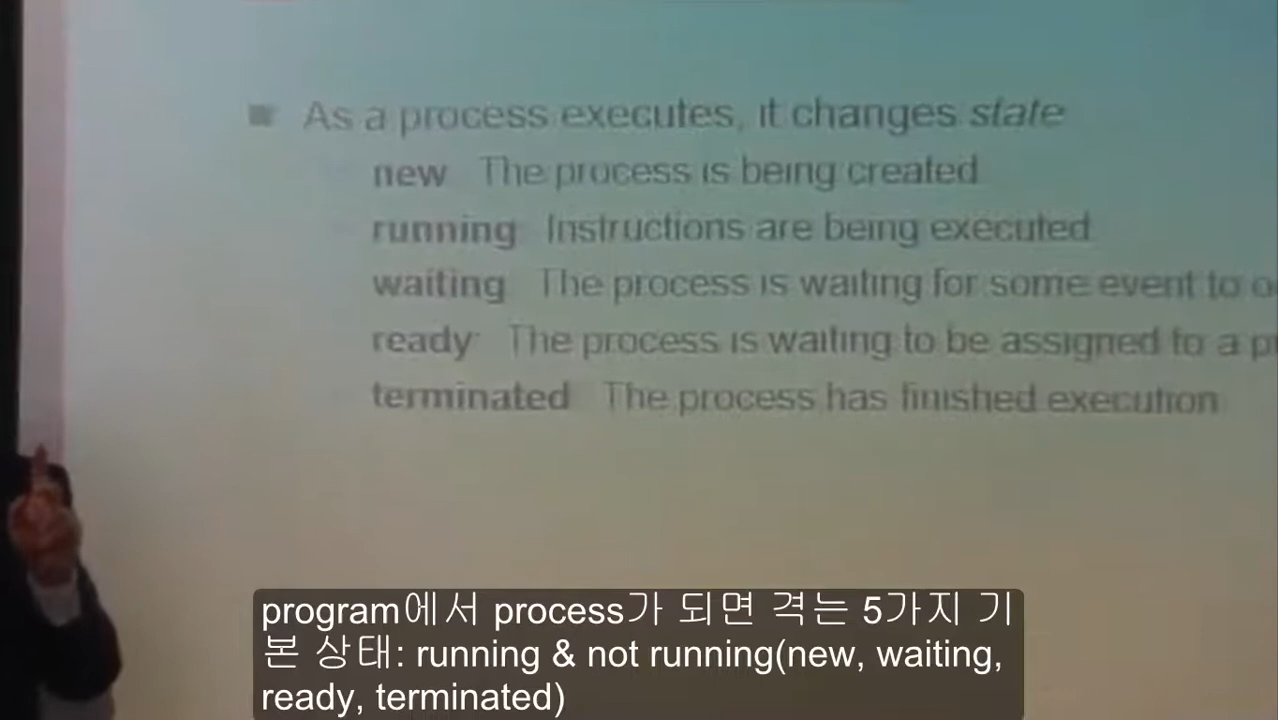 As a process executes, it changes state
new The process is being created
running Instructions are being executed
waiting The process is waiting for some event to
ready The process is waiting to be assigned to a
terminated The process has finished execution
program에서 process가 되면 격는 5가지 기
본 상태: running & not running(new, waiting,
ready, terminated)